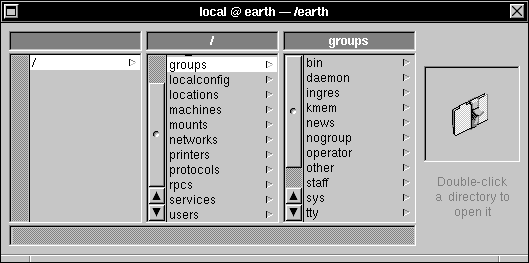 local @ earth — /earth
/
groups
/
groups
localconfig
locations
machines
mounts
networks
printers
protocols
rpcs
services
users
bin
daemon
ingres
kmem
news
nogroup
operator
other
staff
sys
tty
Double-click
a directory to
open it